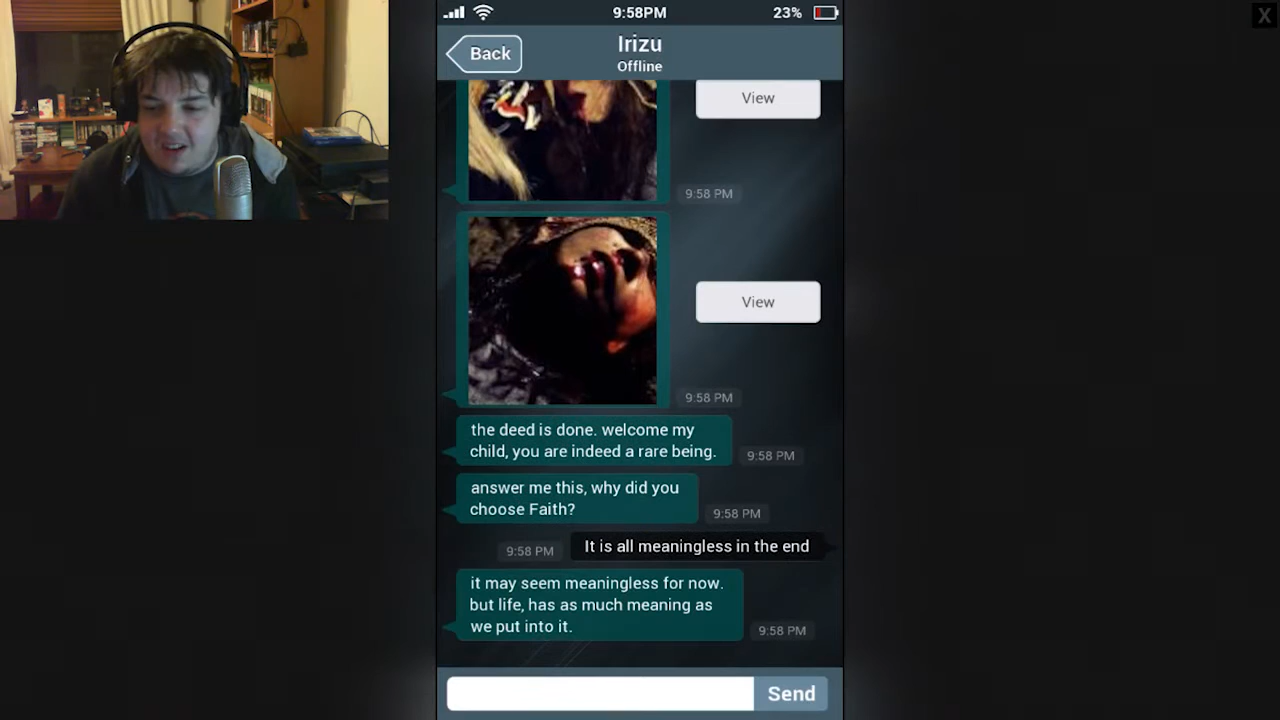 9:58PM
23%
X
Back
Irizu
Offline
View
9:58 PM
View
9:58 PM
the deed is done. welcome my
child, you are indeed a rare being.
9:58 PM
answer me this, why did you
choose Faith?
9:58 PM
It is all meaningless in the end
9:58 PM
it may seem meaningless for now.
but life, has as much meaning as
we put into it.
9:58 PM
Send